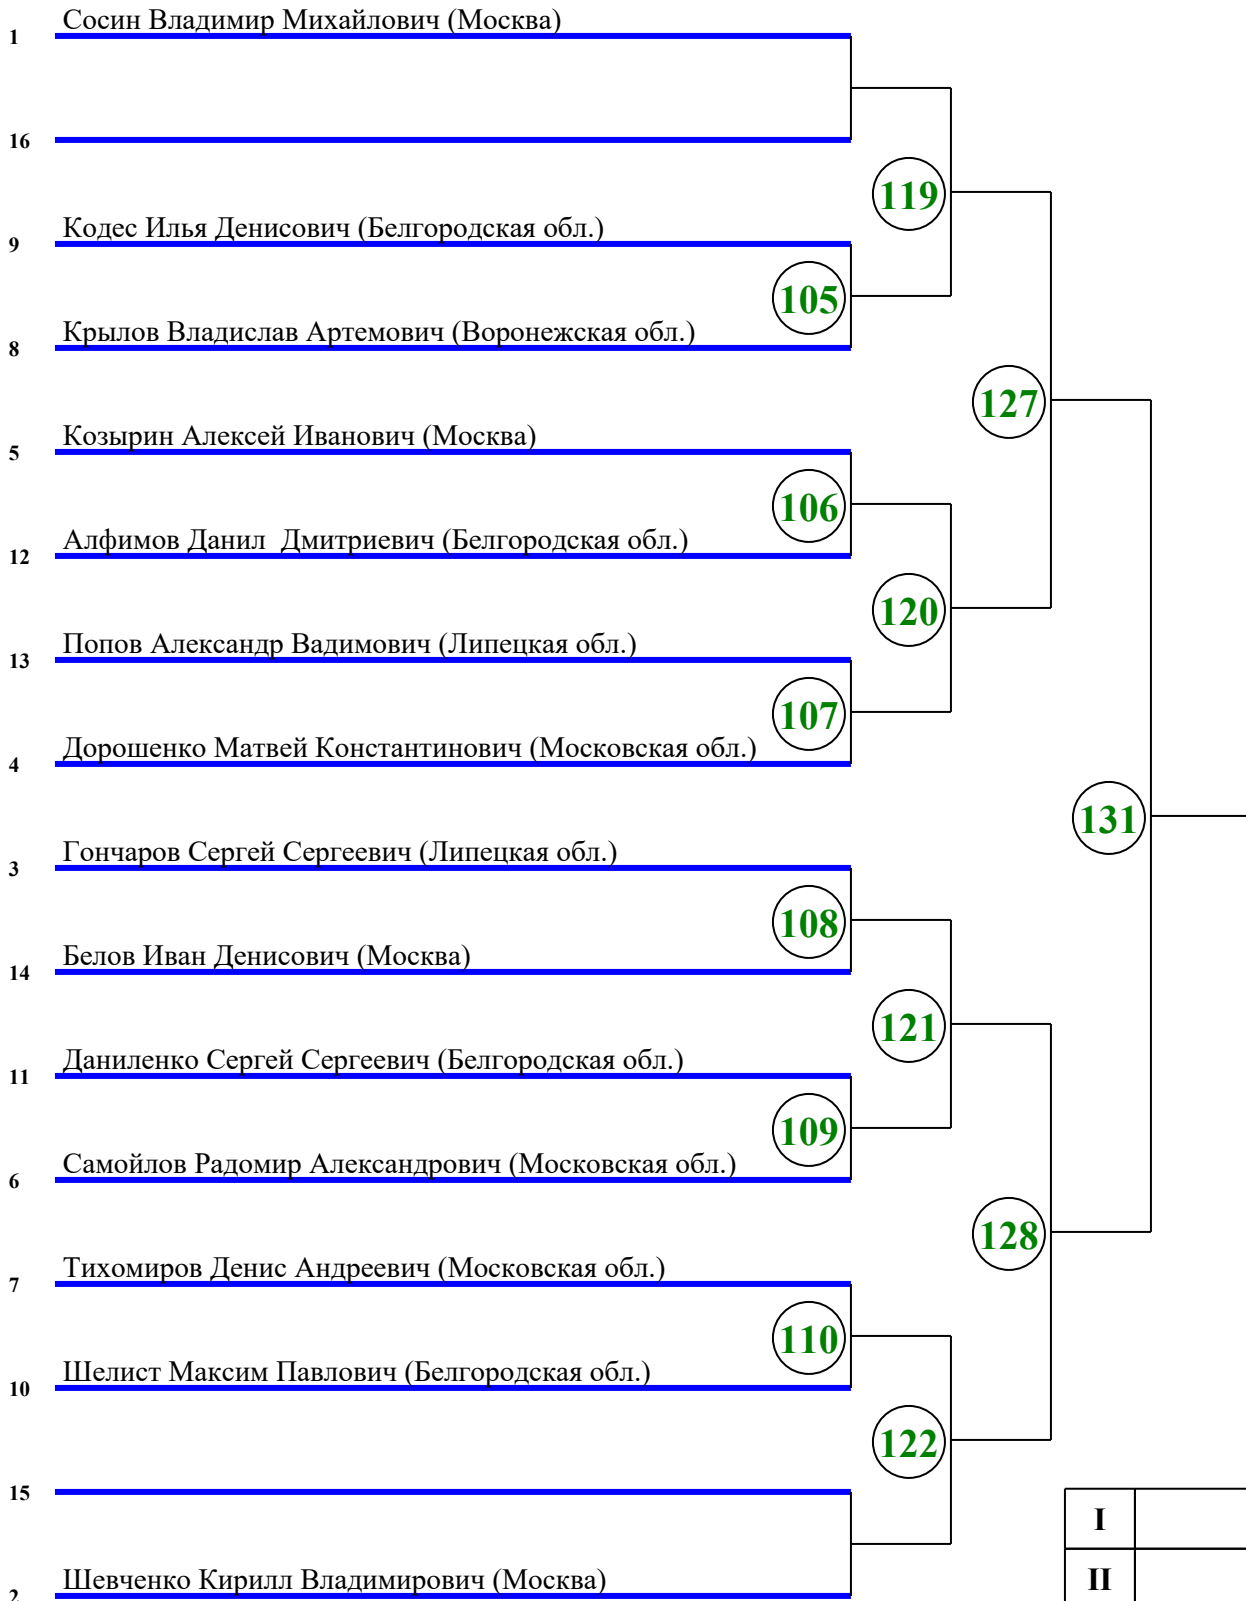 Сосин Владимир Михайлович (Москва)
1
16
119
Кодес Илья Денисович (Белгородская обл.)
9
105
Крылов Владислав Артемович (Воронежская обл.)
8
127
Козырин Алексей Иванович (Москва)
5
106
Алфимов Данил  Дмитриевич (Белгородская обл.)
12
120
Попов Александр Вадимович (Липецкая обл.)
13
107
Дорошенко Матвей Константинович (Московская обл.)
4
131
Гончаров Сергей Сергеевич (Липецкая обл.)
3
108
Белов Иван Денисович (Москва)
14
121
Даниленко Сергей Сергеевич (Белгородская обл.)
11
109
Самойлов Радомир Александрович (Московская обл.)
6
128
Тихомиров Денис Андреевич (Московская обл.)
7
110
Шелист Максим Павлович (Белгородская обл.)
10
122
15
I
II
Шевченко Кирилл Владимирович (Москва)
2